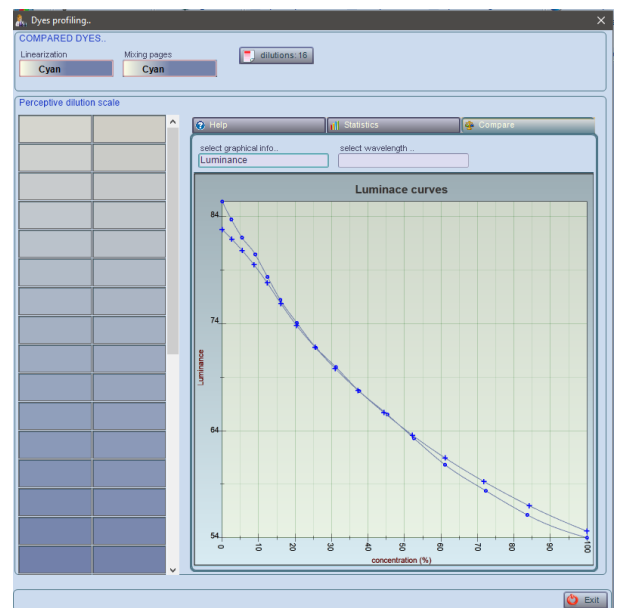 Dyes profiling..
COMPARED DYES..
Linearization Mixing pages
Cyan Cyan dilutions: 16
Perceptive dilution scale
Help Statistics Compare
select graphical info.. select wavelength ..
Luminance
Luminace curves
84
74
64
54
Luminance
0 10 20 30 40 50 60 70 80 90 100
concentration (%)
Exit